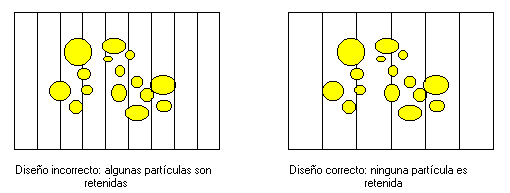 Diseño incorrecto: algunas partículas son
retenidas
Diseño correcto: ninguna partícula es
retenida